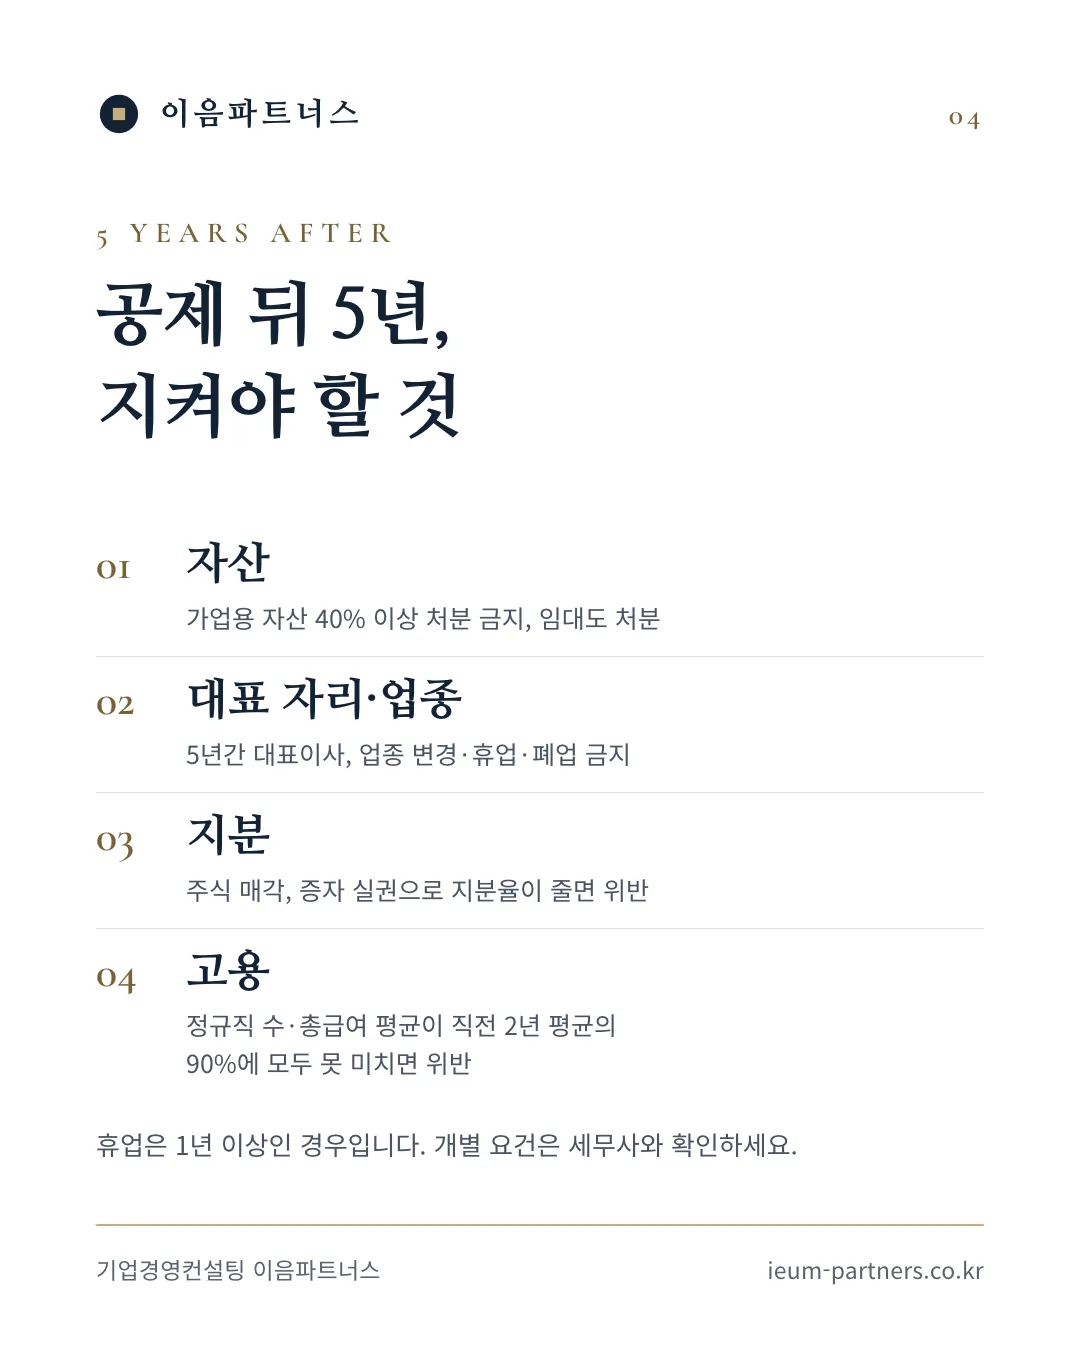 이음파트너스
04
5 YEARS AFTER
공제 뒤 5년,
지켜야 할 것
01 자산
가업용 자산 40% 이상 처분 금지, 임대도 처분
02 대표 자리·업종
5년간 대표이사, 업종 변경·휴업·폐업 금지
03 지분
주식 매각, 증자 실권으로 지분율이 줄면 위반
04 고용
정규직 수·총급여 평균이 직전 2년 평균의
90%에 모두 못 미치면 위반
휴업은 1년 이상인 경우입니다. 개별 요건은 세무사와 확인하세요.
기업경영컨설팅 이음파트너스
ieum-partners.co.kr